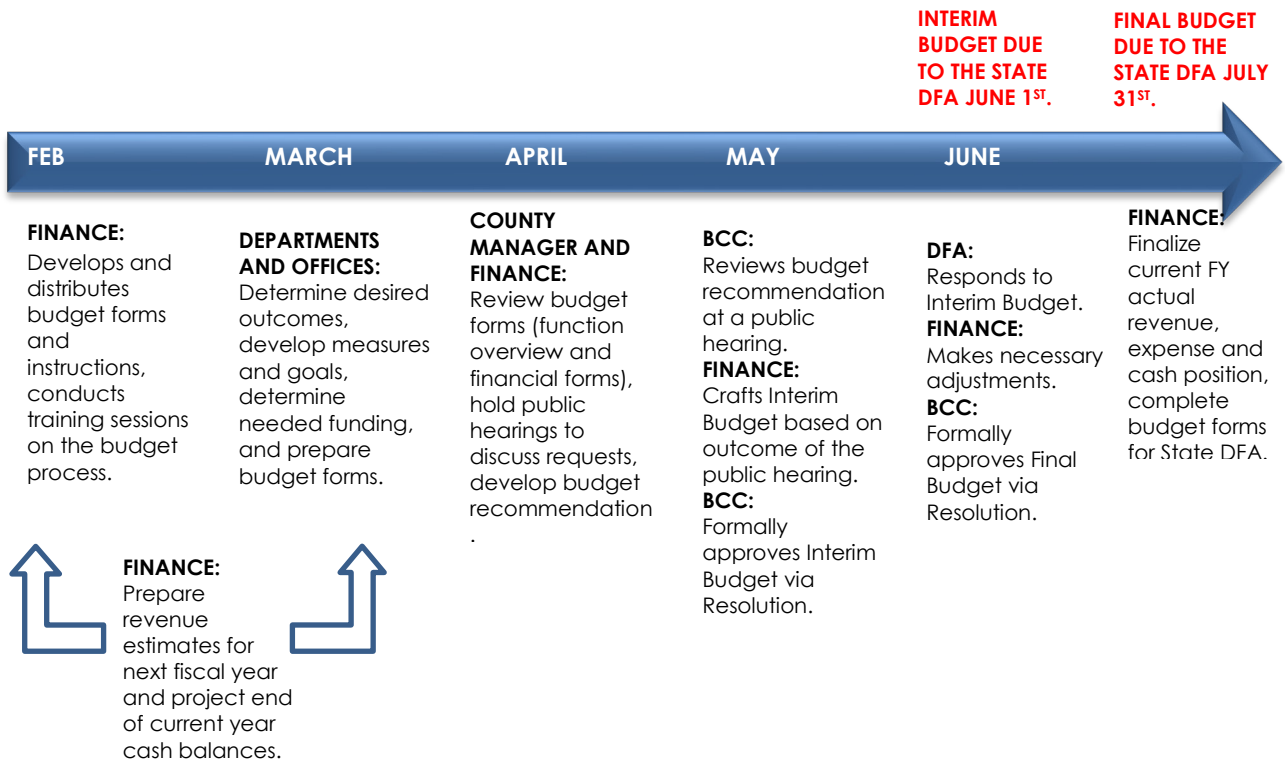 INTERIM
BUDGET DUE
TO THE STATE
DFA JUNE 1ST.
FINAL BUDGET
DUE TO THE
STATE DFA JULY
31ST.
FEB
MARCH
APRIL
MAY
JUNE
FINANCE:
Develops and
distributes
budget forms
and
instructions,
conducts
training sessions
on the budget
process.
DEPARTMENTS
AND OFFICES:
Determine desired
outcomes,
develop measures
and goals,
determine
needed funding,
and prepare
budget forms.
COUNTY
MANAGER AND
FINANCE:
Review budget
forms (function
overview and
financial forms),
hold public
hearings to
discuss requests,
develop budget
recommendation
.
BCC:
Reviews budget
recommendation
at a public
hearing.
FINANCE:
Crafts Interim
Budget based on
outcome of the
public hearing.
BCC:
Formally
approves Interim
Budget via
Resolution.
DFA:
Responds to
Interim Budget.
FINANCE:
Makes necessary
adjustments.
BCC:
Formally
approves Final
Budget via
Resolution.
FINANCE:
Finalize
current FY
actual
revenue,
expense and
cash position,
complete
budget forms
for State DFA.
FINANCE:
Prepare
revenue
estimates for
next fiscal year
and project end
of current year
cash balances.